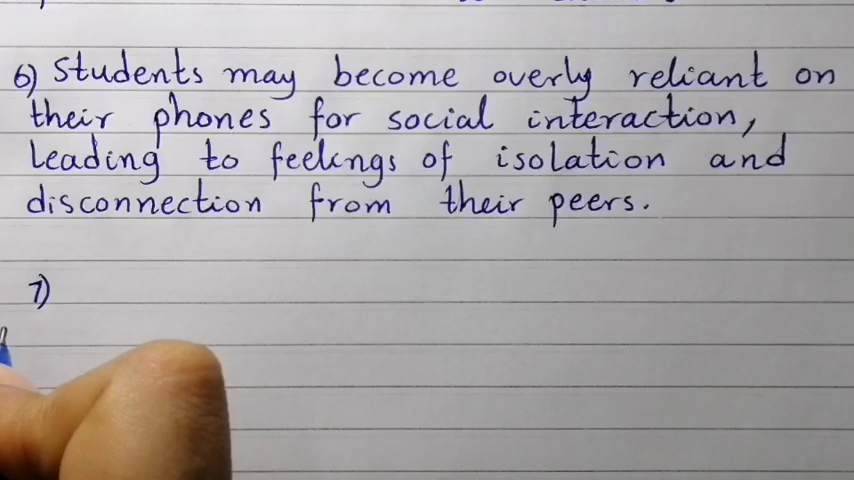 6) Students may become overly reliant on
their phones for social interaction,
leading to feelings of isolation and
disconnection from their peers.
7)